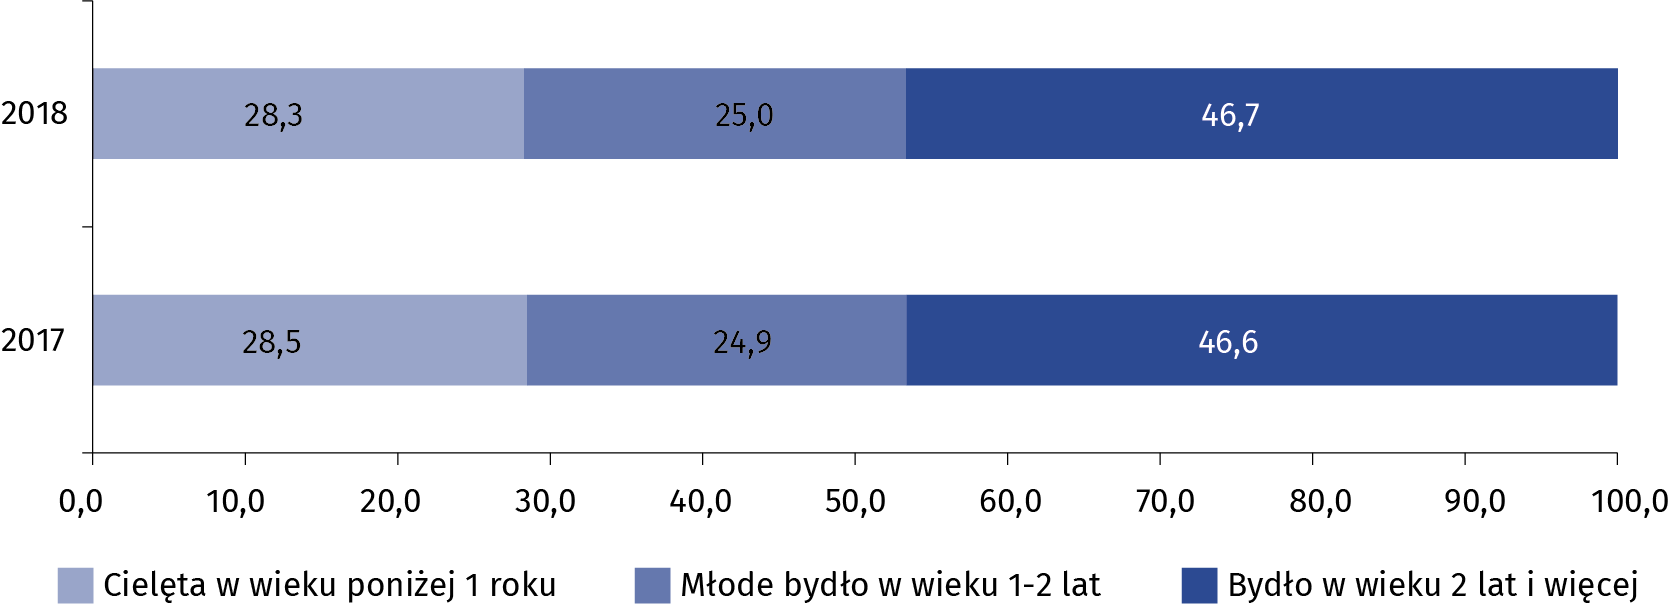 2018
28,3
25,0
46,7
2017
28,5
24,9
46,6
0,0 10,0 20,0 30,0 40,0 50,0 60,0 70,0 80,0 90,0 100,0
Cielęta w wieku poniżej 1 roku
Młode bydło w wieku 1-2 lat
Bydło w wieku 2 lat i więcej